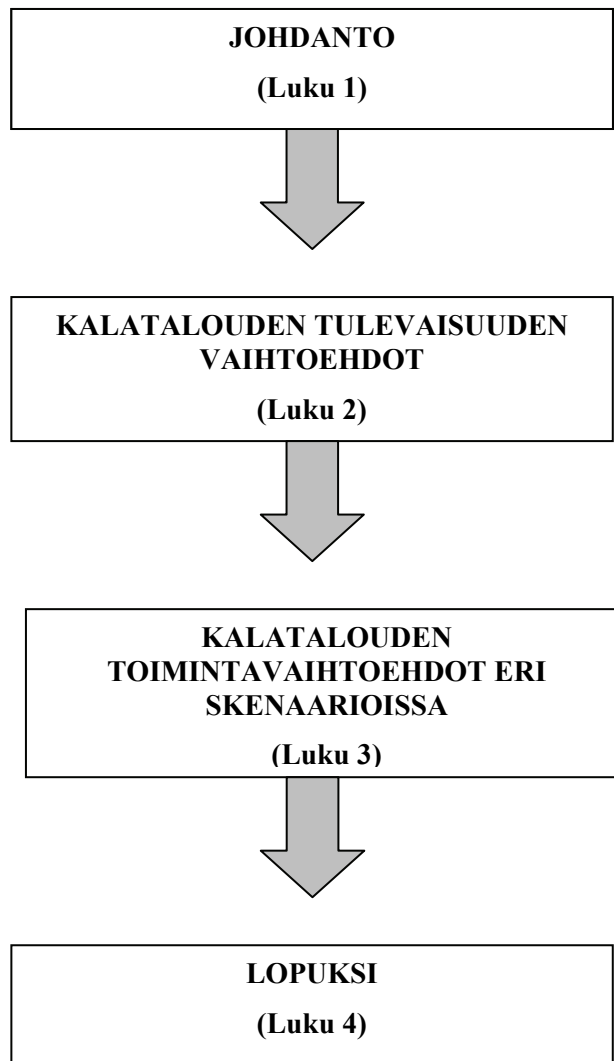 JOHDANTO
(Luku 1)
KALATALOUDEN TULEVAISUUDEN
VAIHTOEHDOT
(Luku 2)
KALATALOUDEN
TOIMINTAVAIHTOEHDOT ERI
SKENAARIOISSA
(Luku 3)
LOPUKSI
(Luku 4)